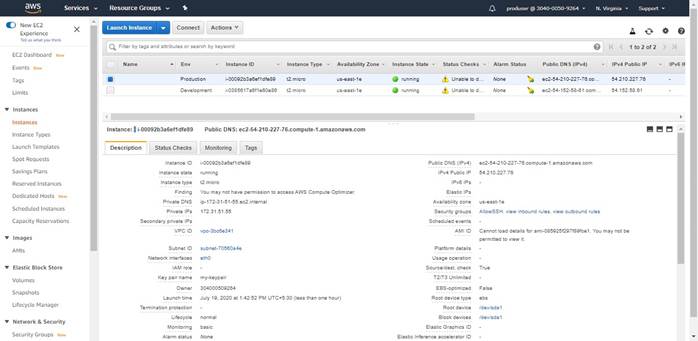 aws Services Resource Groups produser @ 3040-0050-9264 N. Virginia Support
New EC2 Experience
Tell us what you think
EC2 Dashboard New
Events New
Tags
Limits
Instances
Instances
Instance Types
Launch Templates
Spot Requests
Savings Plans
Reserved Instances
Dedicated Hosts New
Scheduled Instances
Capacity Reservations
Images
AMIs
Elastic Block Store
Volumes
Snapshots
Lifecycle Manager
Network & Security
Security Groups New
Launch Instance Connect Actions
Filter by tags and attributes or search by keyword 1 to 2 of 2
Name Env Instance ID Instance Type Availability Zone Instance State Status Checks Alarm Status Public DNS (IPv4) IPv4 Public IP IPv6 IP
Production i-00092b3a6ef1dfe89 t2.micro us-east-1e running Unable to d... None ec2-54-210-227-76.co... 54.210.227.76 -
Development t2.micro us-east-1e running Unable to d... None ec2-54-152-58-61.com... 54.152.58.61 -
Instance: i-00092b3a6ef1dfe89 Public DNS: ec2-54-210-227-76.compute-1.amazonaws.com
Description Status Checks Monitoring Tags
Instance ID i-00092b3a6ef1dfe89
Instance state running
Instance type t2.micro
Finding You may not have permission to access AWS Compute Optimizer.
Private DNS ip-172-31-51-55.ec2.internal
Private IPs 172.31.51.55
Secondary private IPs
VPC ID vpc-3bc5e341
Subnet ID subnet-70560a4e
Network interfaces eth0
IAM role -
Key pair name my-keypair
Owner
Launch time July 19, 2020 at 1:42:52 PM UTC+5:30 (less than one hour)
Termination protection -
Lifecycle normal
Monitoring basic
Alarm status None
Public DNS (IPv4) ec2-54-210-227-76.compute-1.amazonaws.com
IPv4 Public IP 54.210.227.76
IPv6 IPs -
Elastic IPs
Availability zone us-east-1e
Security groups AllowSSH. view inbound rules. view outbound rules
Scheduled events -
AMI ID Cannot load details for You may not be permitted to view it.
Platform details -
Usage operation -
Source/dest. check True
T2/T3 Unlimited -
EBS-optimized False
Root device type ebs
Root device /dev/sda1
Block devices /dev/sda1
Elastic Graphics ID -
Elastic Inference accelerator ID -